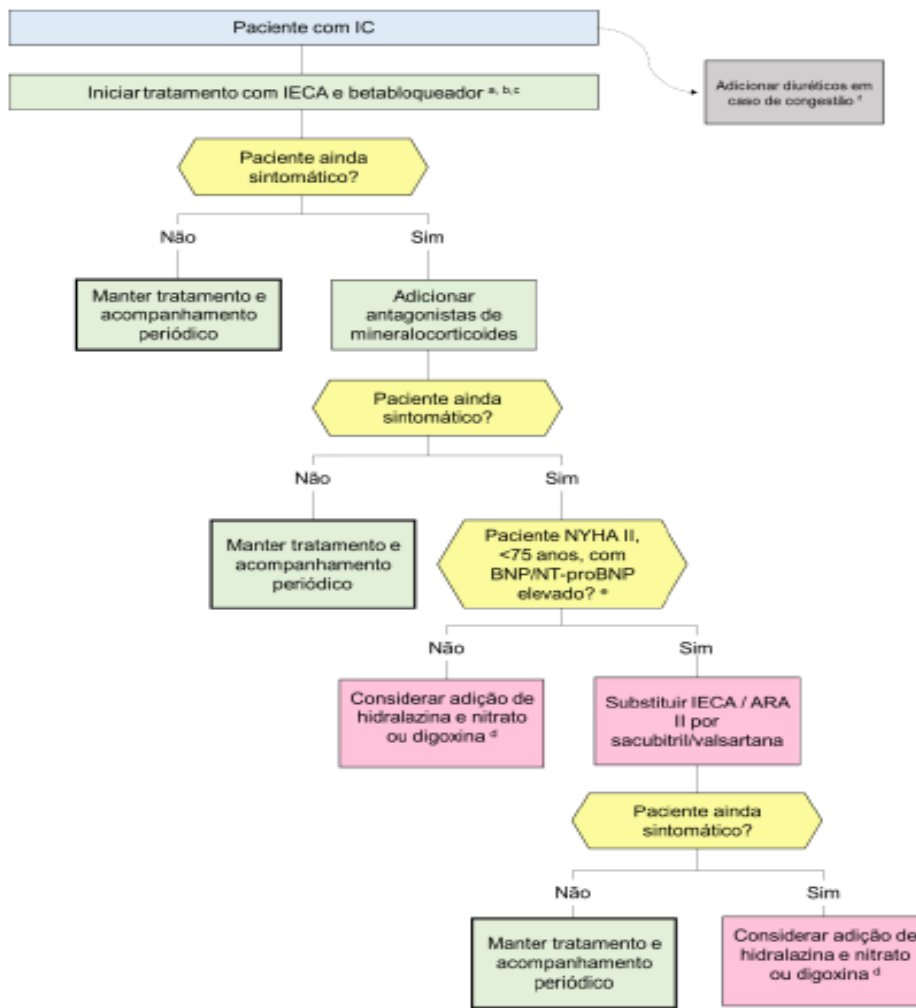 Paciente com IC
Iniciar tratamento com IECA e betabloqueador a, b,c
Adicionar diuréticos em
caso de congestão f
Paciente ainda
sintomático?
Não
Sim
Manter tratamento e
acompanhamento
periódico
Adicionar
antagonistas de
mineralocorticoides
Paciente ainda
sintomático?
Não
Sim
Manter tratamento e
acompanhamento
periódico
Paciente NYHA II,
<75 anos, com
BNP/NT-proBNP
elevado? e
Não
Sim
Considerar adição de
hidralazina e nitrato
ou digoxina d
Substituir IECA / ARA
II por
sacubitril/valsartana
Paciente ainda
sintomático?
Não
Sim
Manter tratamento e
acompanhamento
periódico
Considerar adição de
hidralazina e nitrato
ou digoxina d